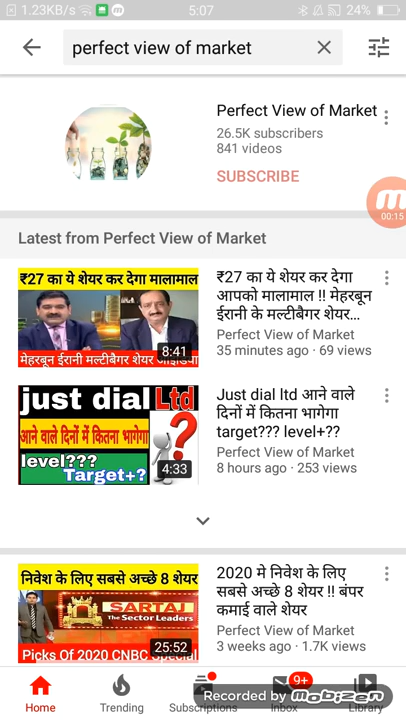 1.23KB/s 5:07 24%
perfect view of market
Perfect View of Market
26.5K subscribers
841 videos
SUBSCRIBE
00:15
Latest from Perfect View of Market
₹27 का ये शेयर कर देगा मालामाल
मेहरबून ईरानी मल्टीबैगर शेयर आइडिया
8:41
₹27 का ये शेयर कर देगा
आपको मालामाल !! मेहरबून
ईरानी के मल्टीबैगर शेयर...
Perfect View of Market
35 minutes ago · 69 views
just dial Ltd
आने वाले दिनों में कितना भागेगा
level???
Target+?
4:33
Just dial ltd आने वाले
दिनों में कितना भागेगा
target??? level+??
Perfect View of Market
8 hours ago · 253 views
निवेश के लिए सबसे अच्छे 8 शेयर
SARTAJ
The Sector Leaders
Picks Of 2020 CNBC Special
25:52
2020 मे निवेश के लिए
सबसे अच्छे 8 शेयर !! बंपर
कमाई वाले शेयर
Perfect View of Market
3 weeks ago · 1.7K views
9+
Recorded by mobizen
Home Trending Subscriptions Inbox Library